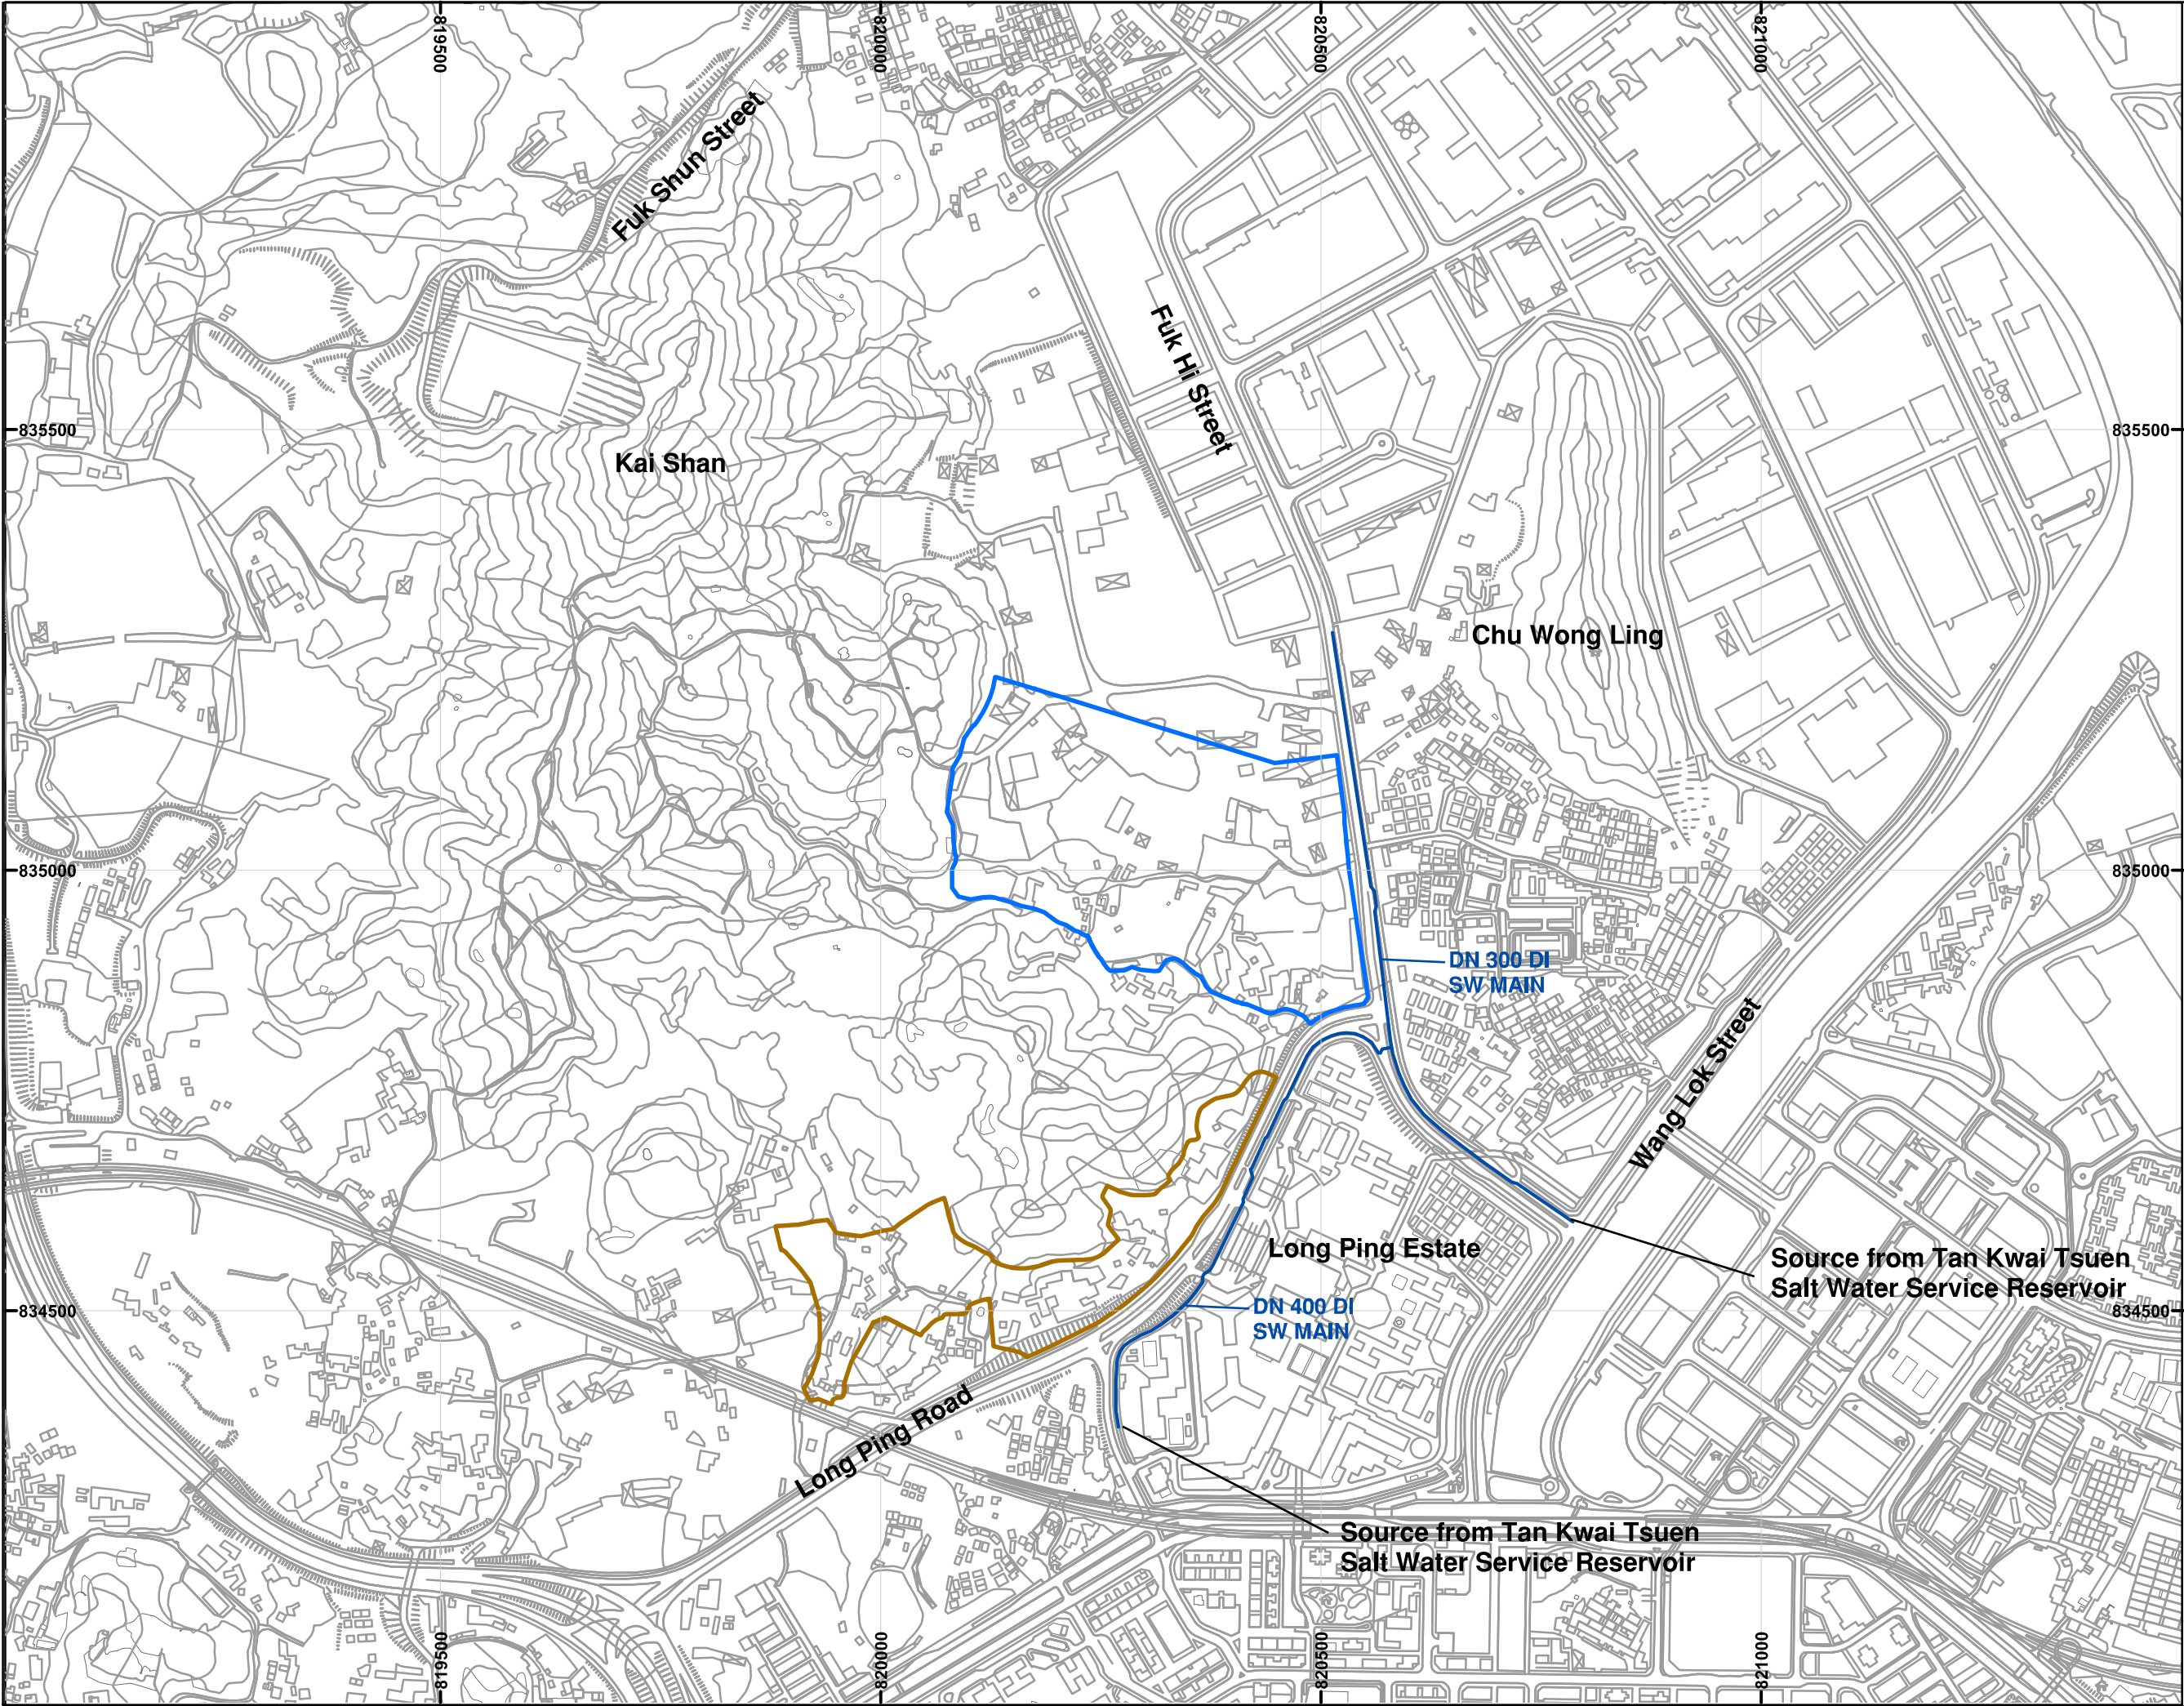 819500
820000
820500
821000
Fuk Shun Street
Fuk Hi Street
835500
835500
Kai Shan
Chu Wong Ling
835000
835000
DN 300 DI
SW MAIN
Wang Lok Street
Long Ping Estate
Source from Tan Kwai Tsuen
Salt Water Service Reservoir
834500
834500
DN 400 DI
SW MAIN
Long Ping Road
Source from Tan Kwai Tsuen
Salt Water Service Reservoir
819500
820000
820500
821000